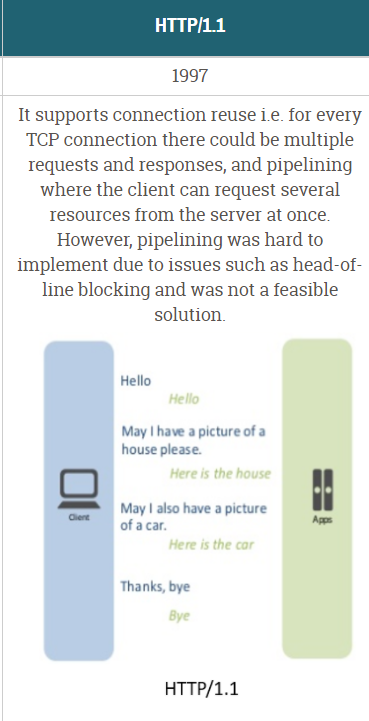 HTTP/1.1
1997
It supports connection reuse i.e. for every
TCP connection there could be multiple
requests and responses, and pipelining
where the client can request several
resources from the server at once.
However, pipelining was hard to
implement due to issues such as head-of-
line blocking and was not a feasible
solution.
Hello
Hello
May I have a picture of a
house please.
Here is the house
Client
May I also have a picture
of a car.
Apps
Here is the car
Thanks, bye
Bye
HTTP/1.1